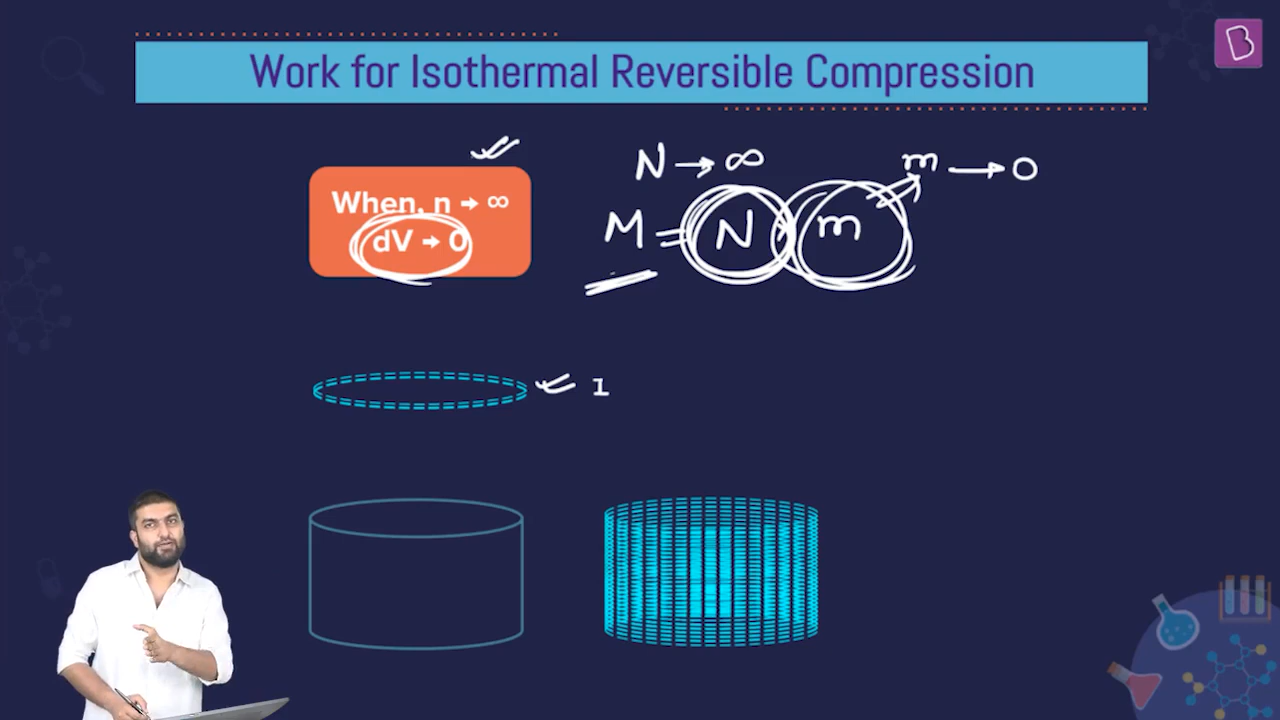 Work for Isothermal Reversible Compression
B
When, n → ∞
dV → 0
N → ∞
m → 0
M = N m
1